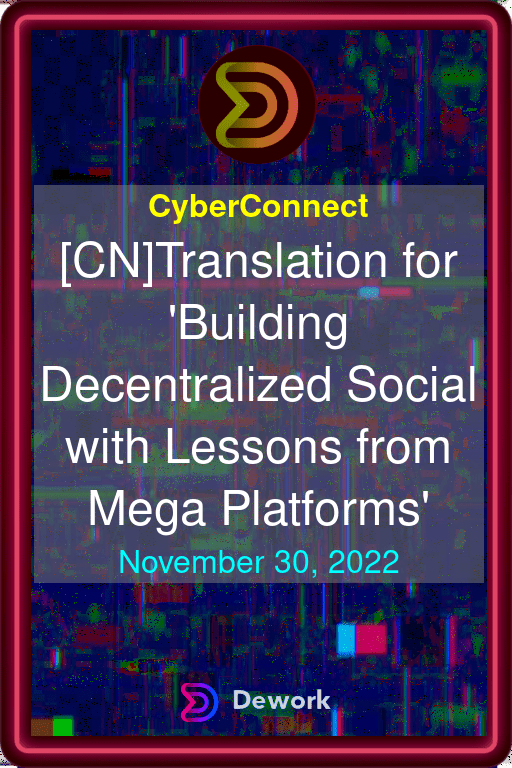 CyberConnect
[CN]Translation for
'Building
Decentralized Social
with Lessons from
Mega Platforms'
November 30, 2022
Dework